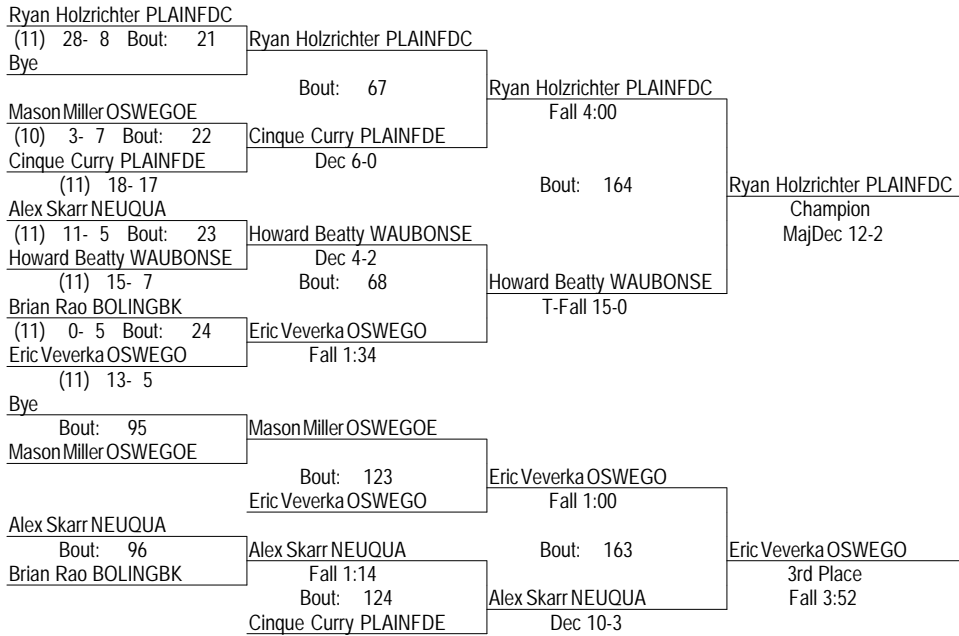 Ryan Holzrichter PLAINFDC
(11) 28- 8 Bout: 21
Bye
Ryan Holzrichter PLAINFDC
Bout: 67
Ryan Holzrichter PLAINFDC
Fall 4:00
Mason Miller OSWEGOE
(10) 3- 7 Bout: 22
Cinque Curry PLAINFDE
(11) 18- 17
Cinque Curry PLAINFDE
Dec 6-0
Bout: 164
Ryan Holzrichter PLAINFDC
Champion
MajDec 12-2
Alex Skarr NEUQUA
(11) 11- 5 Bout: 23
Howard Beatty WAUBONSE
(11) 15- 7
Howard Beatty WAUBONSE
Dec 4-2
Bout: 68
Howard Beatty WAUBONSE
T-Fall 15-0
Brian Rao BOLINGBK
(11) 0- 5 Bout: 24
Eric Veverka OSWEGO
(11) 13- 5
Eric Veverka OSWEGO
Fall 1:34
Bye
Bout: 95
Mason Miller OSWEGOE
Mason Miller OSWEGOE
Bout: 123
Eric Veverka OSWEGO
Eric Veverka OSWEGO
Fall 1:00
Alex Skarr NEUQUA
Bout: 96
Brian Rao BOLINGBK
Alex Skarr NEUQUA
Fall 1:14
Bout: 124
Cinque Curry PLAINFDE
Bout: 163
Alex Skarr NEUQUA
Dec 10-3
Eric Veverka OSWEGO
3rd Place
Fall 3:52